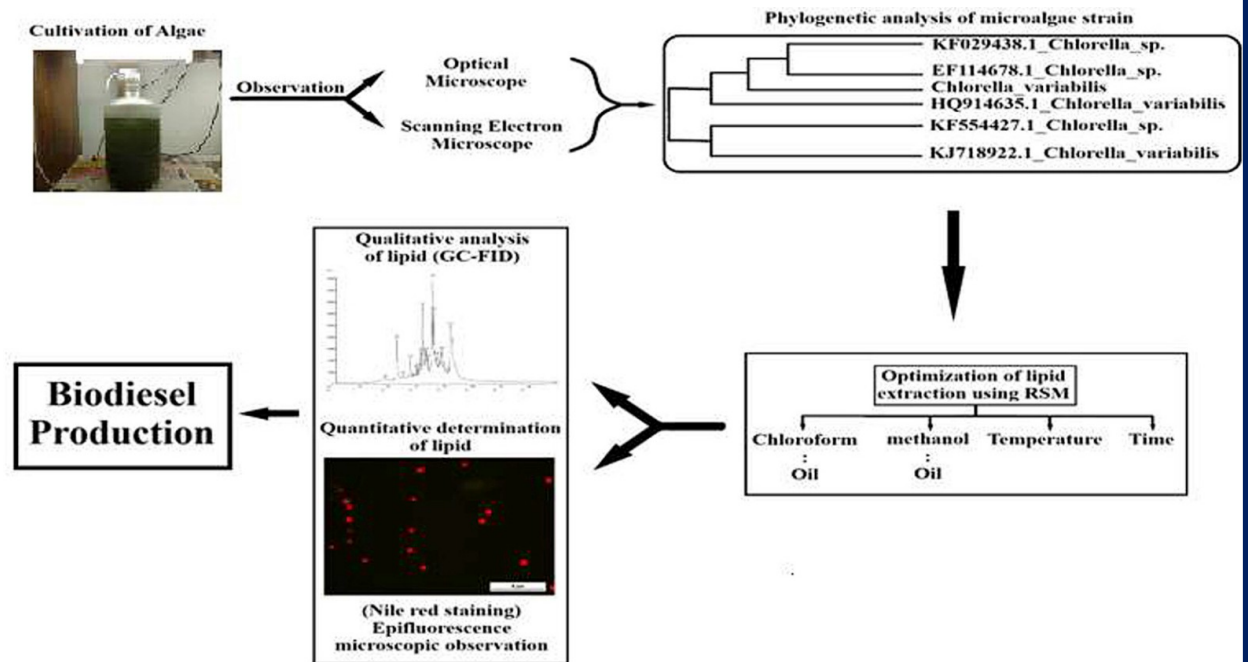 Cultivation of Algae
Observation
Optical
Microscope
Scanning Electron
Microscope
Phylogenetic analysis of microalgae strain
KF029438.1_Chlorella_sp.
EF114678.1_Chlorella_sp.
Chlorella_variabilis
HQ914635.1_Chlorella_variabilis
KF554427.1_Chlorella_sp.
KJ718922.1_Chlorella_variabilis
Optimization of lipid
extraction using RSM
Chloroform
:
Oil
methanol
:
Oil
Temperature
Time
Qualitative analysis
of lipid (GC-FID)
Quantitative determination
of lipid
(Nile red staining)
Epifluorescence
microscopic observation
Biodiesel
Production